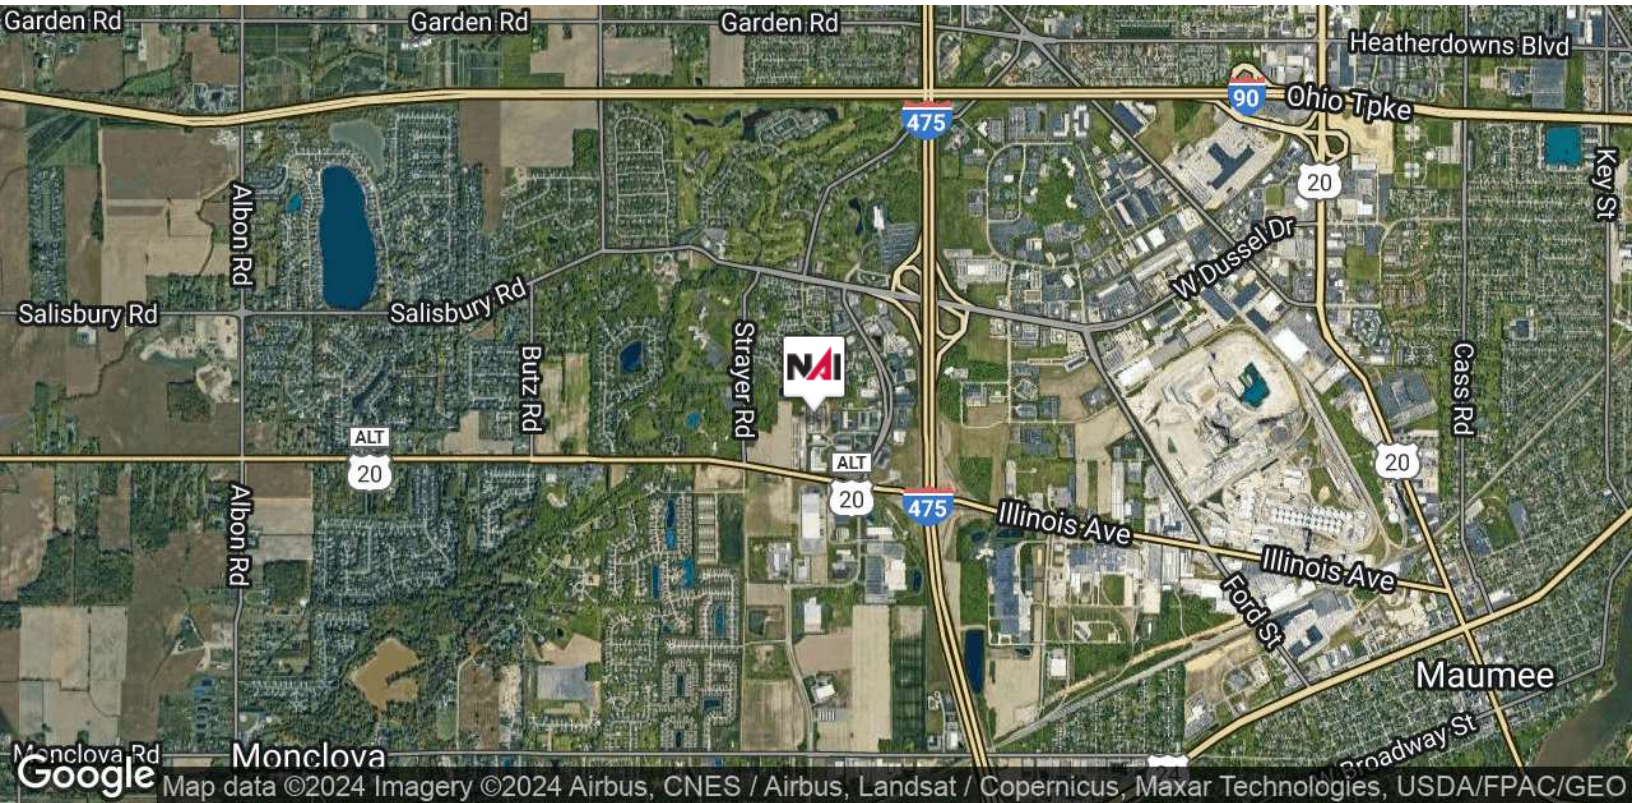 Garden Rd
Garden Rd
Garden Rd
Heatherdowns Blvd
90
Ohio Tpke
475
Key St
20
Albon Rd
W Dussel Dr
Salisbury Rd
Salisbury Rd
Strayer Rd
Butz Rd
NAI
Cass Rd
ALT
20
ALT
20
20
475
Illinois Ave
Illinois Ave
Albon Rd
Ford St
Maumee
W Broadway St
Monclova Rd
Monclova
24
Google
Map data ©2024 Imagery ©2024 Airbus, CNES / Airbus, Landsat / Copernicus, Maxar Technologies, USDA/FPAC/GEO